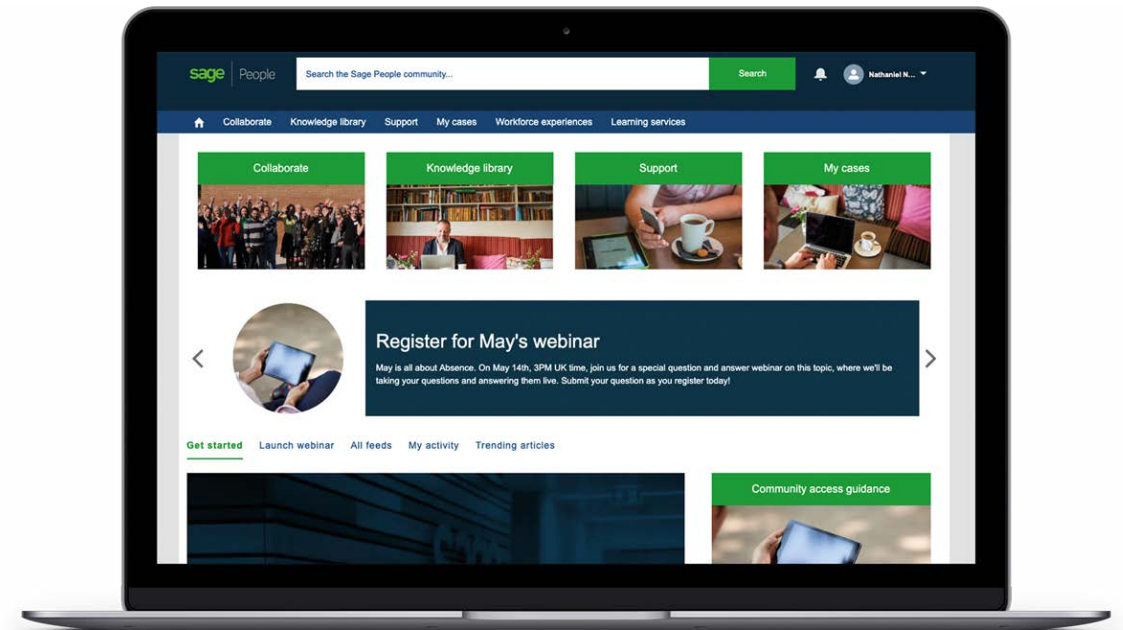 sage People
Search the Sage People community...
Search
Nathaniel N...
Collaborate
Knowledge library
Support
My cases
Workforce experiences
Learning services
Collaborate
Knowledge library
Support
My cases
Register for May's webinar
May is all about Absence. On May 14th, 3PM UK time, join us for a special question and answer webinar on this topic, where we'll be
taking your questions and answering them live. Submit your question as you register today!
Get started
Launch webinar
All feeds
My activity
Trending articles
Community access guidance